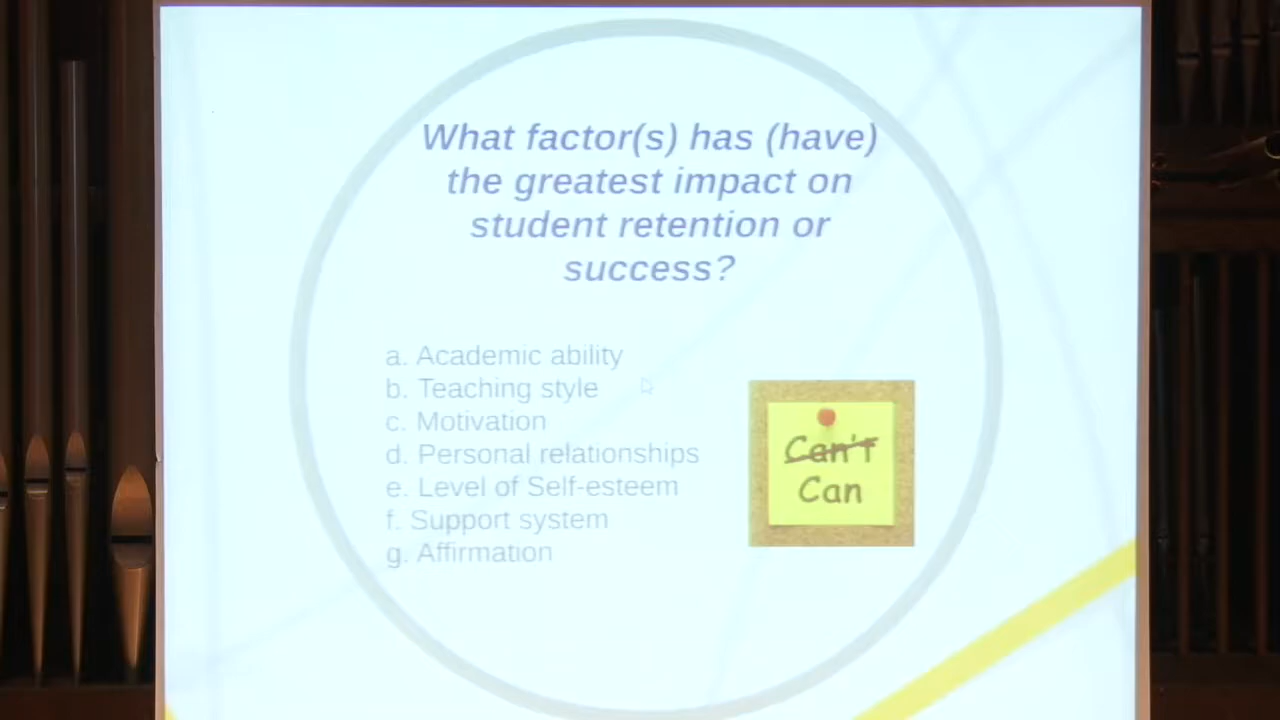 What factor(s) has (have)
the greatest impact on
student retention or
success?
a. Academic ability
b. Teaching style
c. Motivation
d. Personal relationships
e. Level of Self-esteem
f. Support system
g. Affirmation
Can't
Can